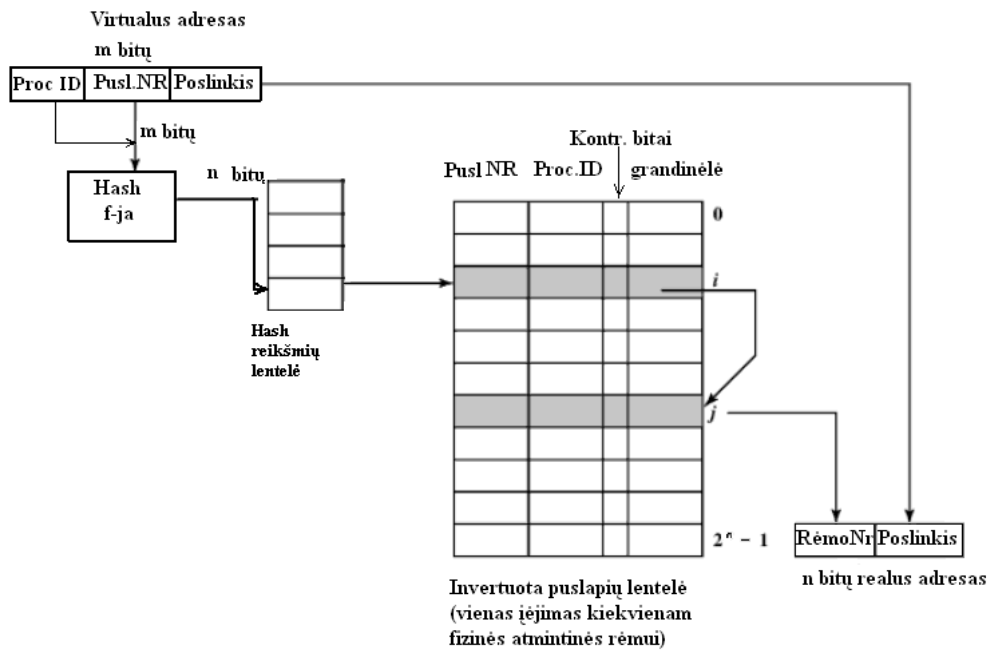 Virtualus adresas
m bitų
Proc ID Pusl.NR Poslinkis
m bitų
Kontr. bitai
n bitų
Pusl NR Proc.ID grandinėlė
Hash
f-ja
0
i
Hash
reikšmių
lentelė
j
2ⁿ - 1
RėmoNr Poslinkis
n bitų realus adresas
Invertuota puslapių lentelė
(vienas įėjimas kiekvienam
fizinės atmintinės rėmui)